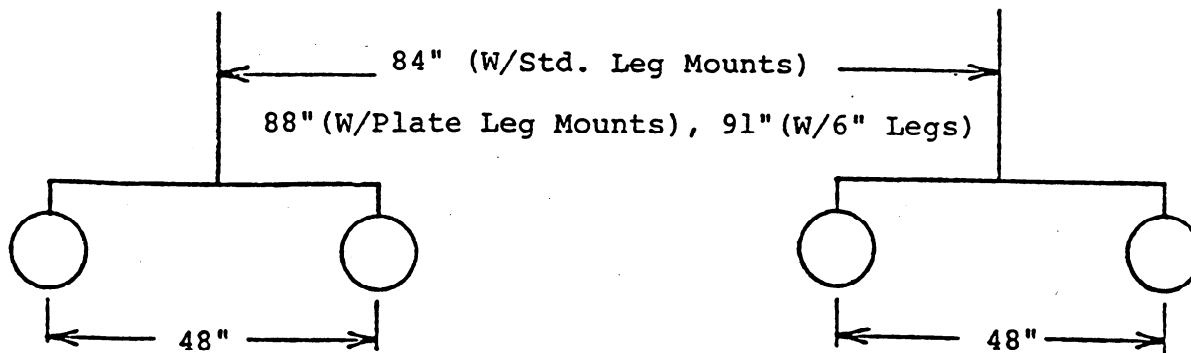 84" (W/Std. Leg Mounts)
88"(W/Plate Leg Mounts), 91"(W/6" Legs)
48" 48"